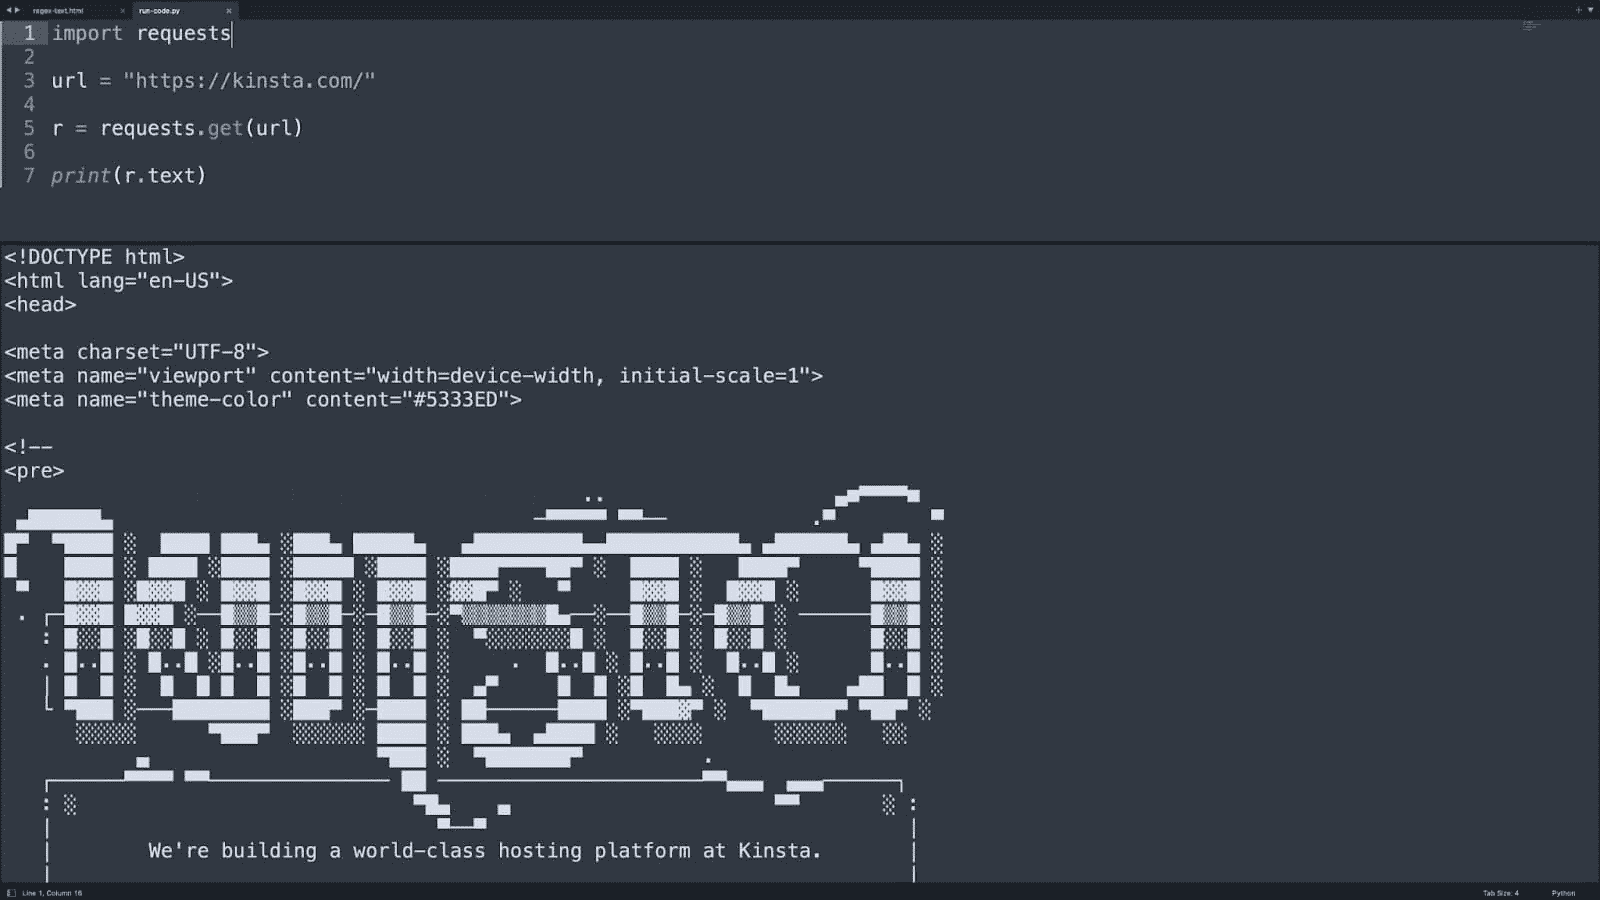 regex-text.html
run-code.py
1 import requests
2
3 url = "https://kinsta.com/"
4
5 r = requests.get(url)
6
7 print(r.text)
<!DOCTYPE html>
<html lang="en-US">
<head>
<meta charset="UTF-8">
<meta name="viewport" content="width=device-width, initial-scale=1">
<meta name="theme-color" content="#5333ED">
<!--
<pre>
KINSTA
We're building a world-class hosting platform at Kinsta.
Line 1, Column 16
Tab Size: 4
Python